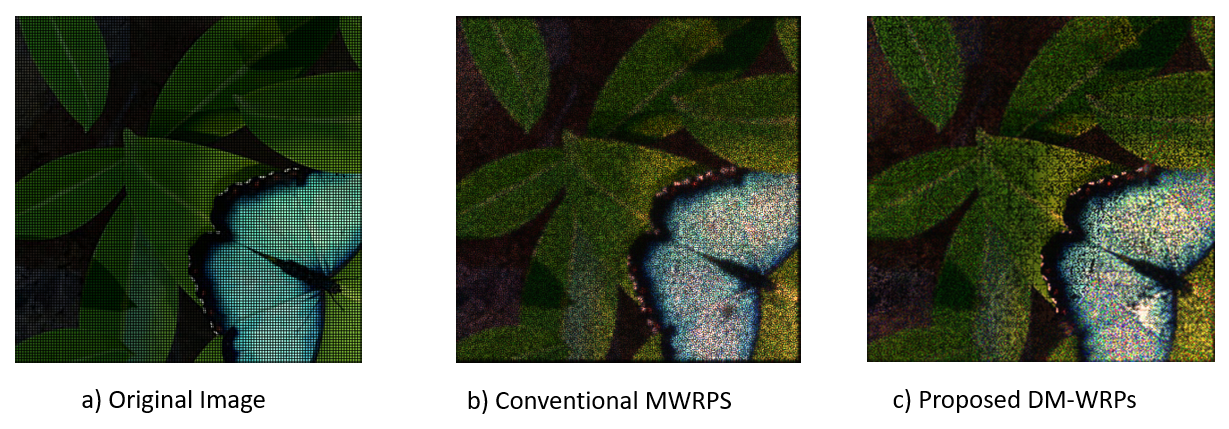 a) Original Image
b) Conventional MWRPS
c) Proposed DM-WRPs